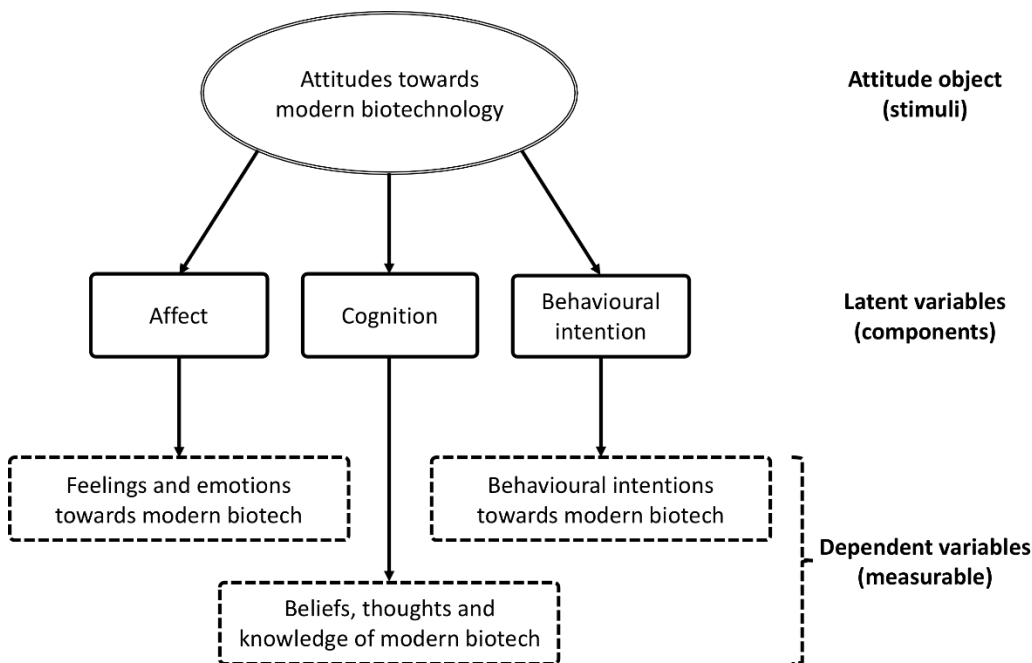 Attitudes towards
modern biotechnology
Attitude object
(stimuli)
Affect
Cognition
Behavioural
intention
Latent variables
(components)
Feelings and emotions
towards modern biotech
Behavioural intentions
towards modern biotech
Dependent variables
(measurable)
Beliefs, thoughts and
knowledge of modern biotech